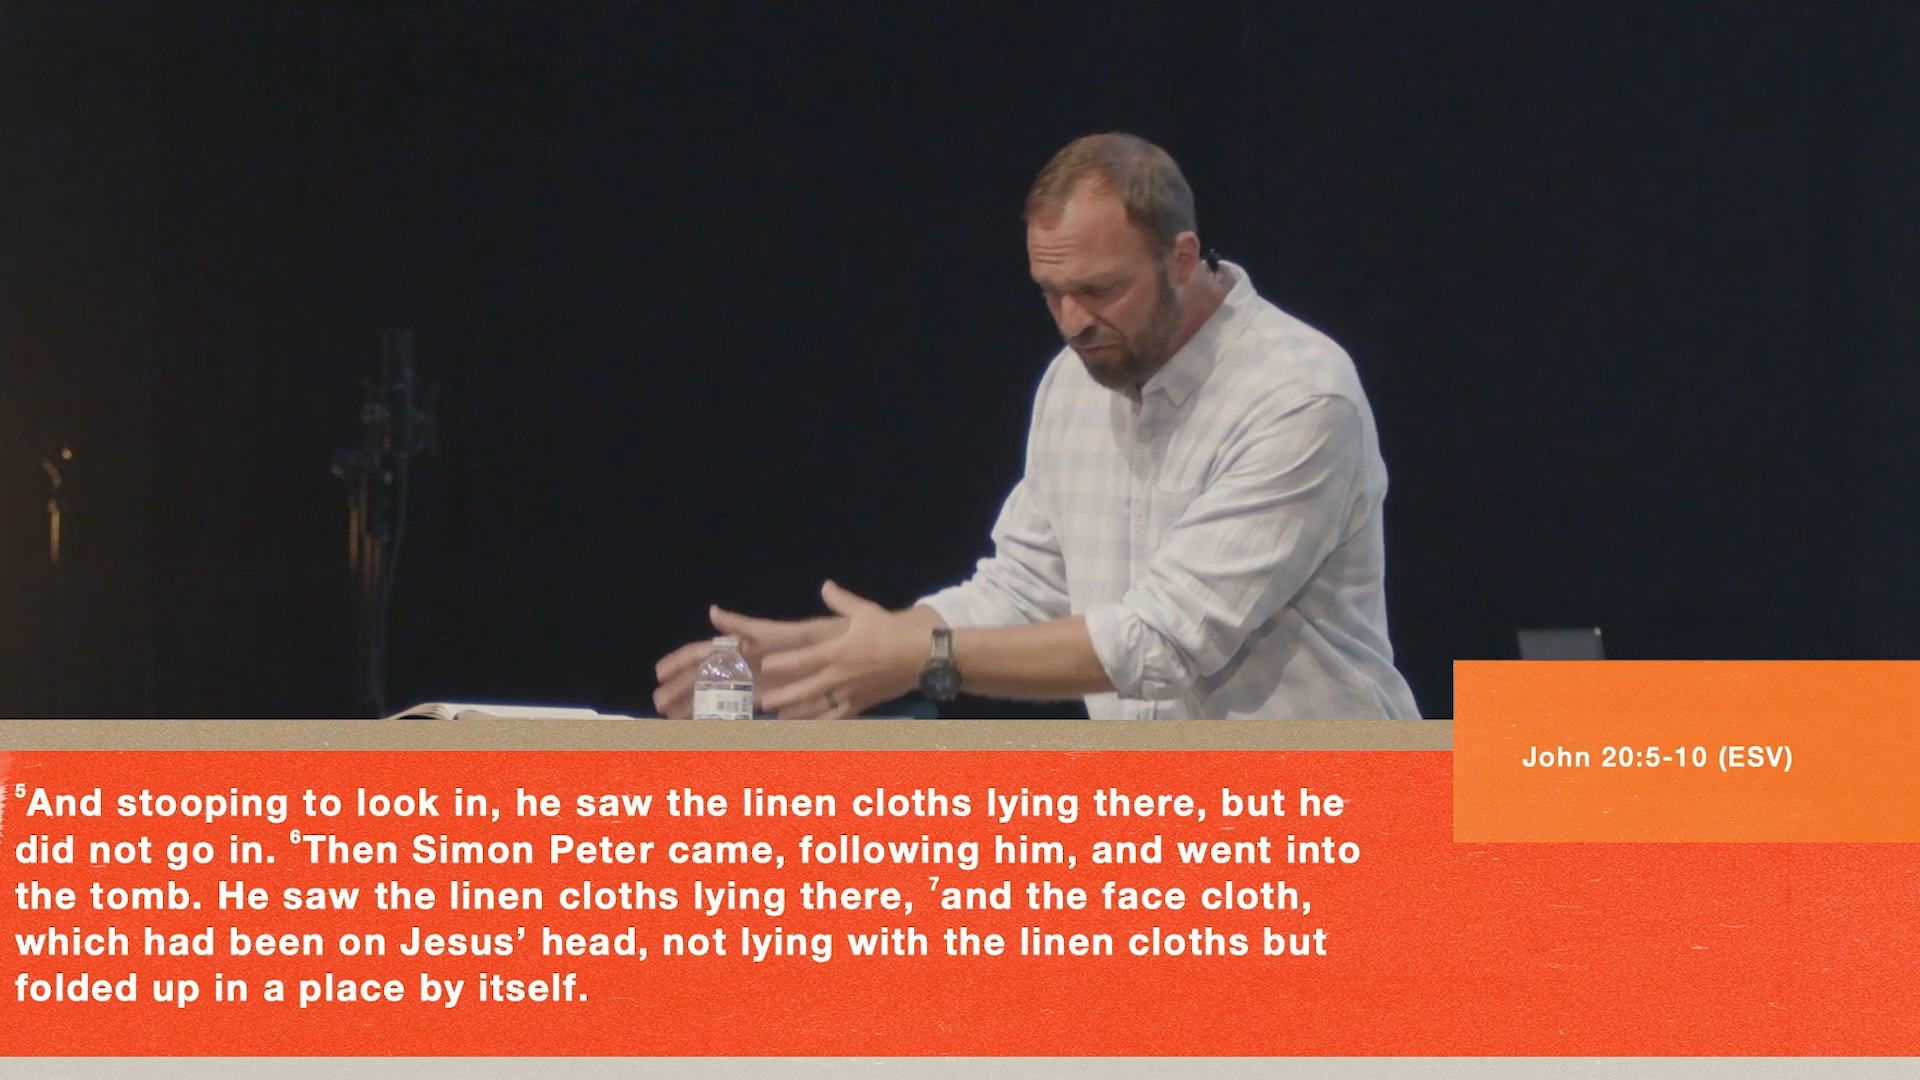 ⁵And stooping to look in, he saw the linen cloths lying there, but he
did not go in. ⁶Then Simon Peter came, following him, and went into
the tomb. He saw the linen cloths lying there, ⁷and the face cloth,
which had been on Jesus’ head, not lying with the linen cloths but
folded up in a place by itself.
John 20:5-10 (ESV)